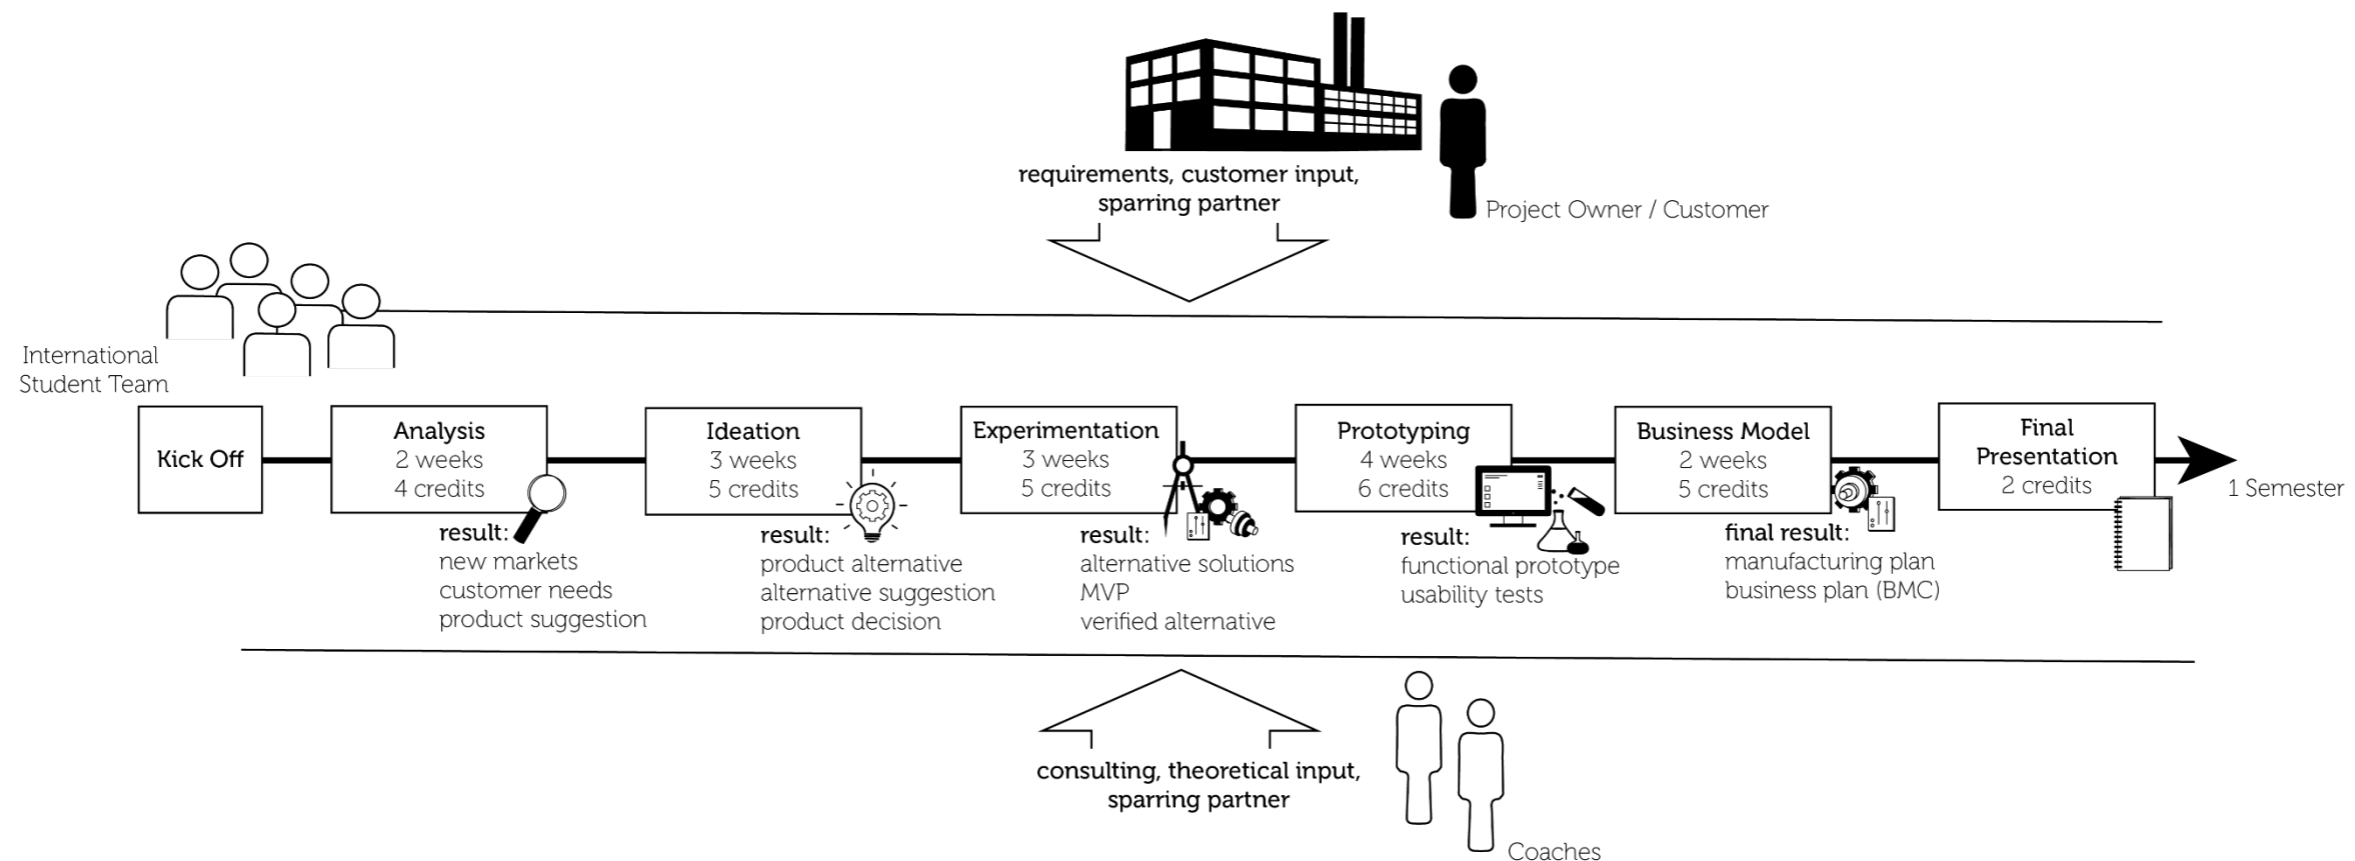 requirements, customer input,
sparring partner
Project Owner / Customer
International
Student Team
Kick Off
Analysis
2 weeks
4 credits
result:
new markets
customer needs
product suggestion
Ideation
3 weeks
5 credits
result:
product alternative
alternative suggestion
product decision
Experimentation
3 weeks
5 credits
result:
alternative solutions
MVP
verified alternative
Prototyping
4 weeks
6 credits
result:
functional prototype
usability tests
Business Model
2 weeks
5 credits
final result:
manufacturing plan
business plan (BMC)
Final
Presentation
2 credits
1 Semester
consulting, theoretical input,
sparring partner
Coaches